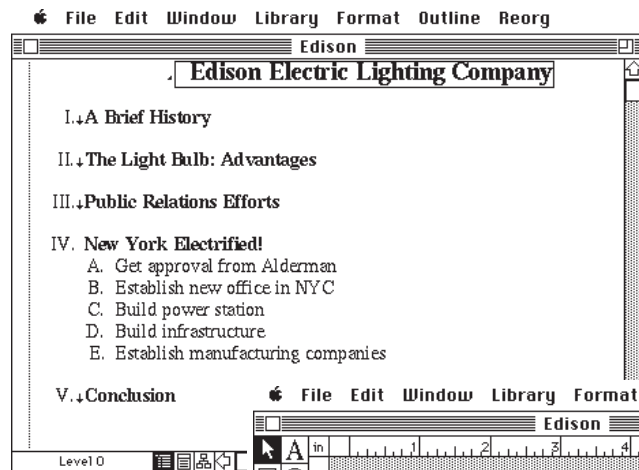 File Edit Window Library Format Outline Reorg
Edison
Edison Electric Lighting Company
I.↓A Brief History
II.↓The Light Bulb: Advantages
III.↓Public Relations Efforts
IV. New York Electrified!
A. Get approval from Alderman
B. Establish new office in NYC
C. Build power station
D. Build infrastructure
E. Establish manufacturing companies
V.↓Conclusion
File Edit Window Library Format
Edison
A in 1 2 3 4
Level 0